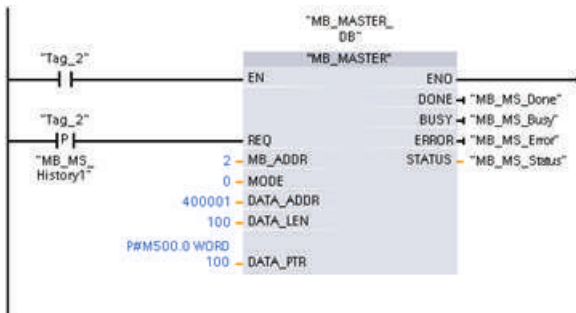 "MB_MASTER_
DB"
"Tag_2"
"MB_MASTER"
EN
ENO
DONE
"MB_MS_Done"
"Tag_2"
BUSY
"MB_MS_Busy"
P
REQ
ERROR
"MB_MS_Error"
"MB_MS_
History1"
2
MB_ADDR
STATUS
"MB_MS_Status"
0
MODE
400001
DATA_ADDR
100
DATA_LEN
P#M500.0 WORD
100
DATA_PTR